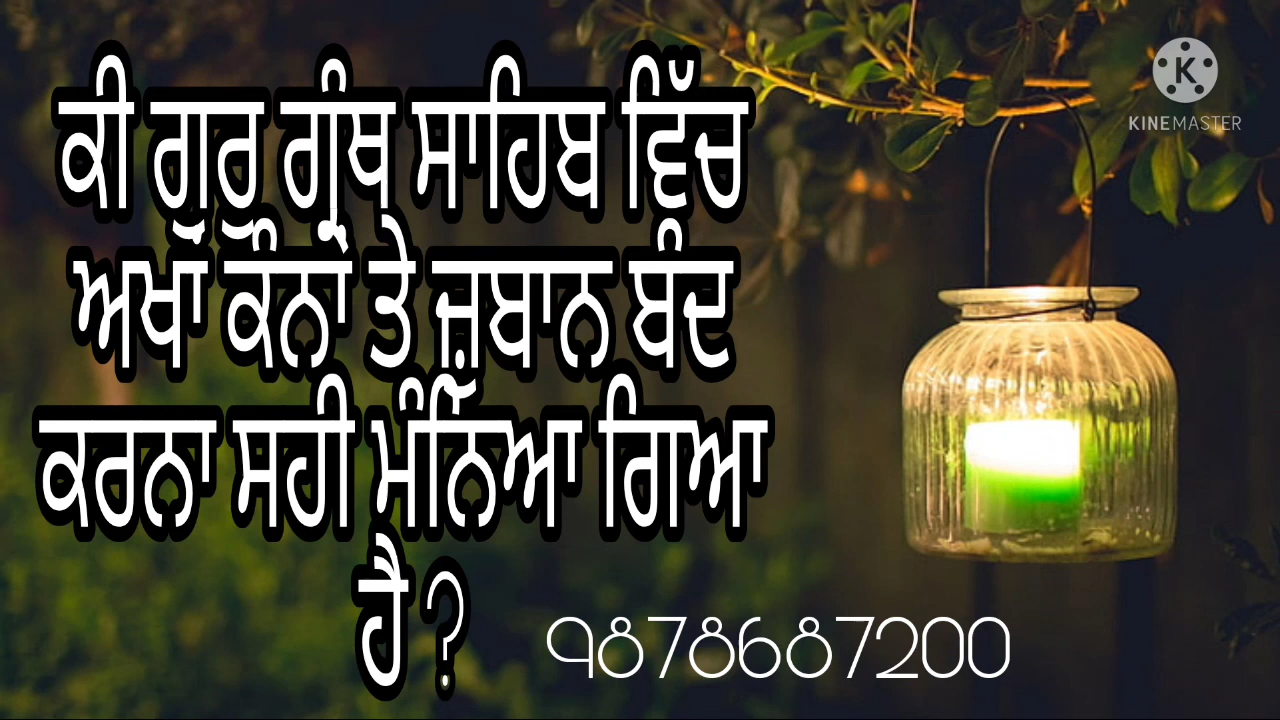 ਕੀ ਗੁਰੁ ਗ੍ਰੰਥ ਸਾਹਿਬ ਵਿੱਚ
ਅਖਾਂ ਕੰਨਾਂ ਤੇ ਜ਼ੁਬਾਨ ਬੰਦ
ਕਰਨਾ ਸਹੀ ਮੰਨਿਆ ਗਿਆ
ਹੈ ?
9878687200
K
KINEMASTER